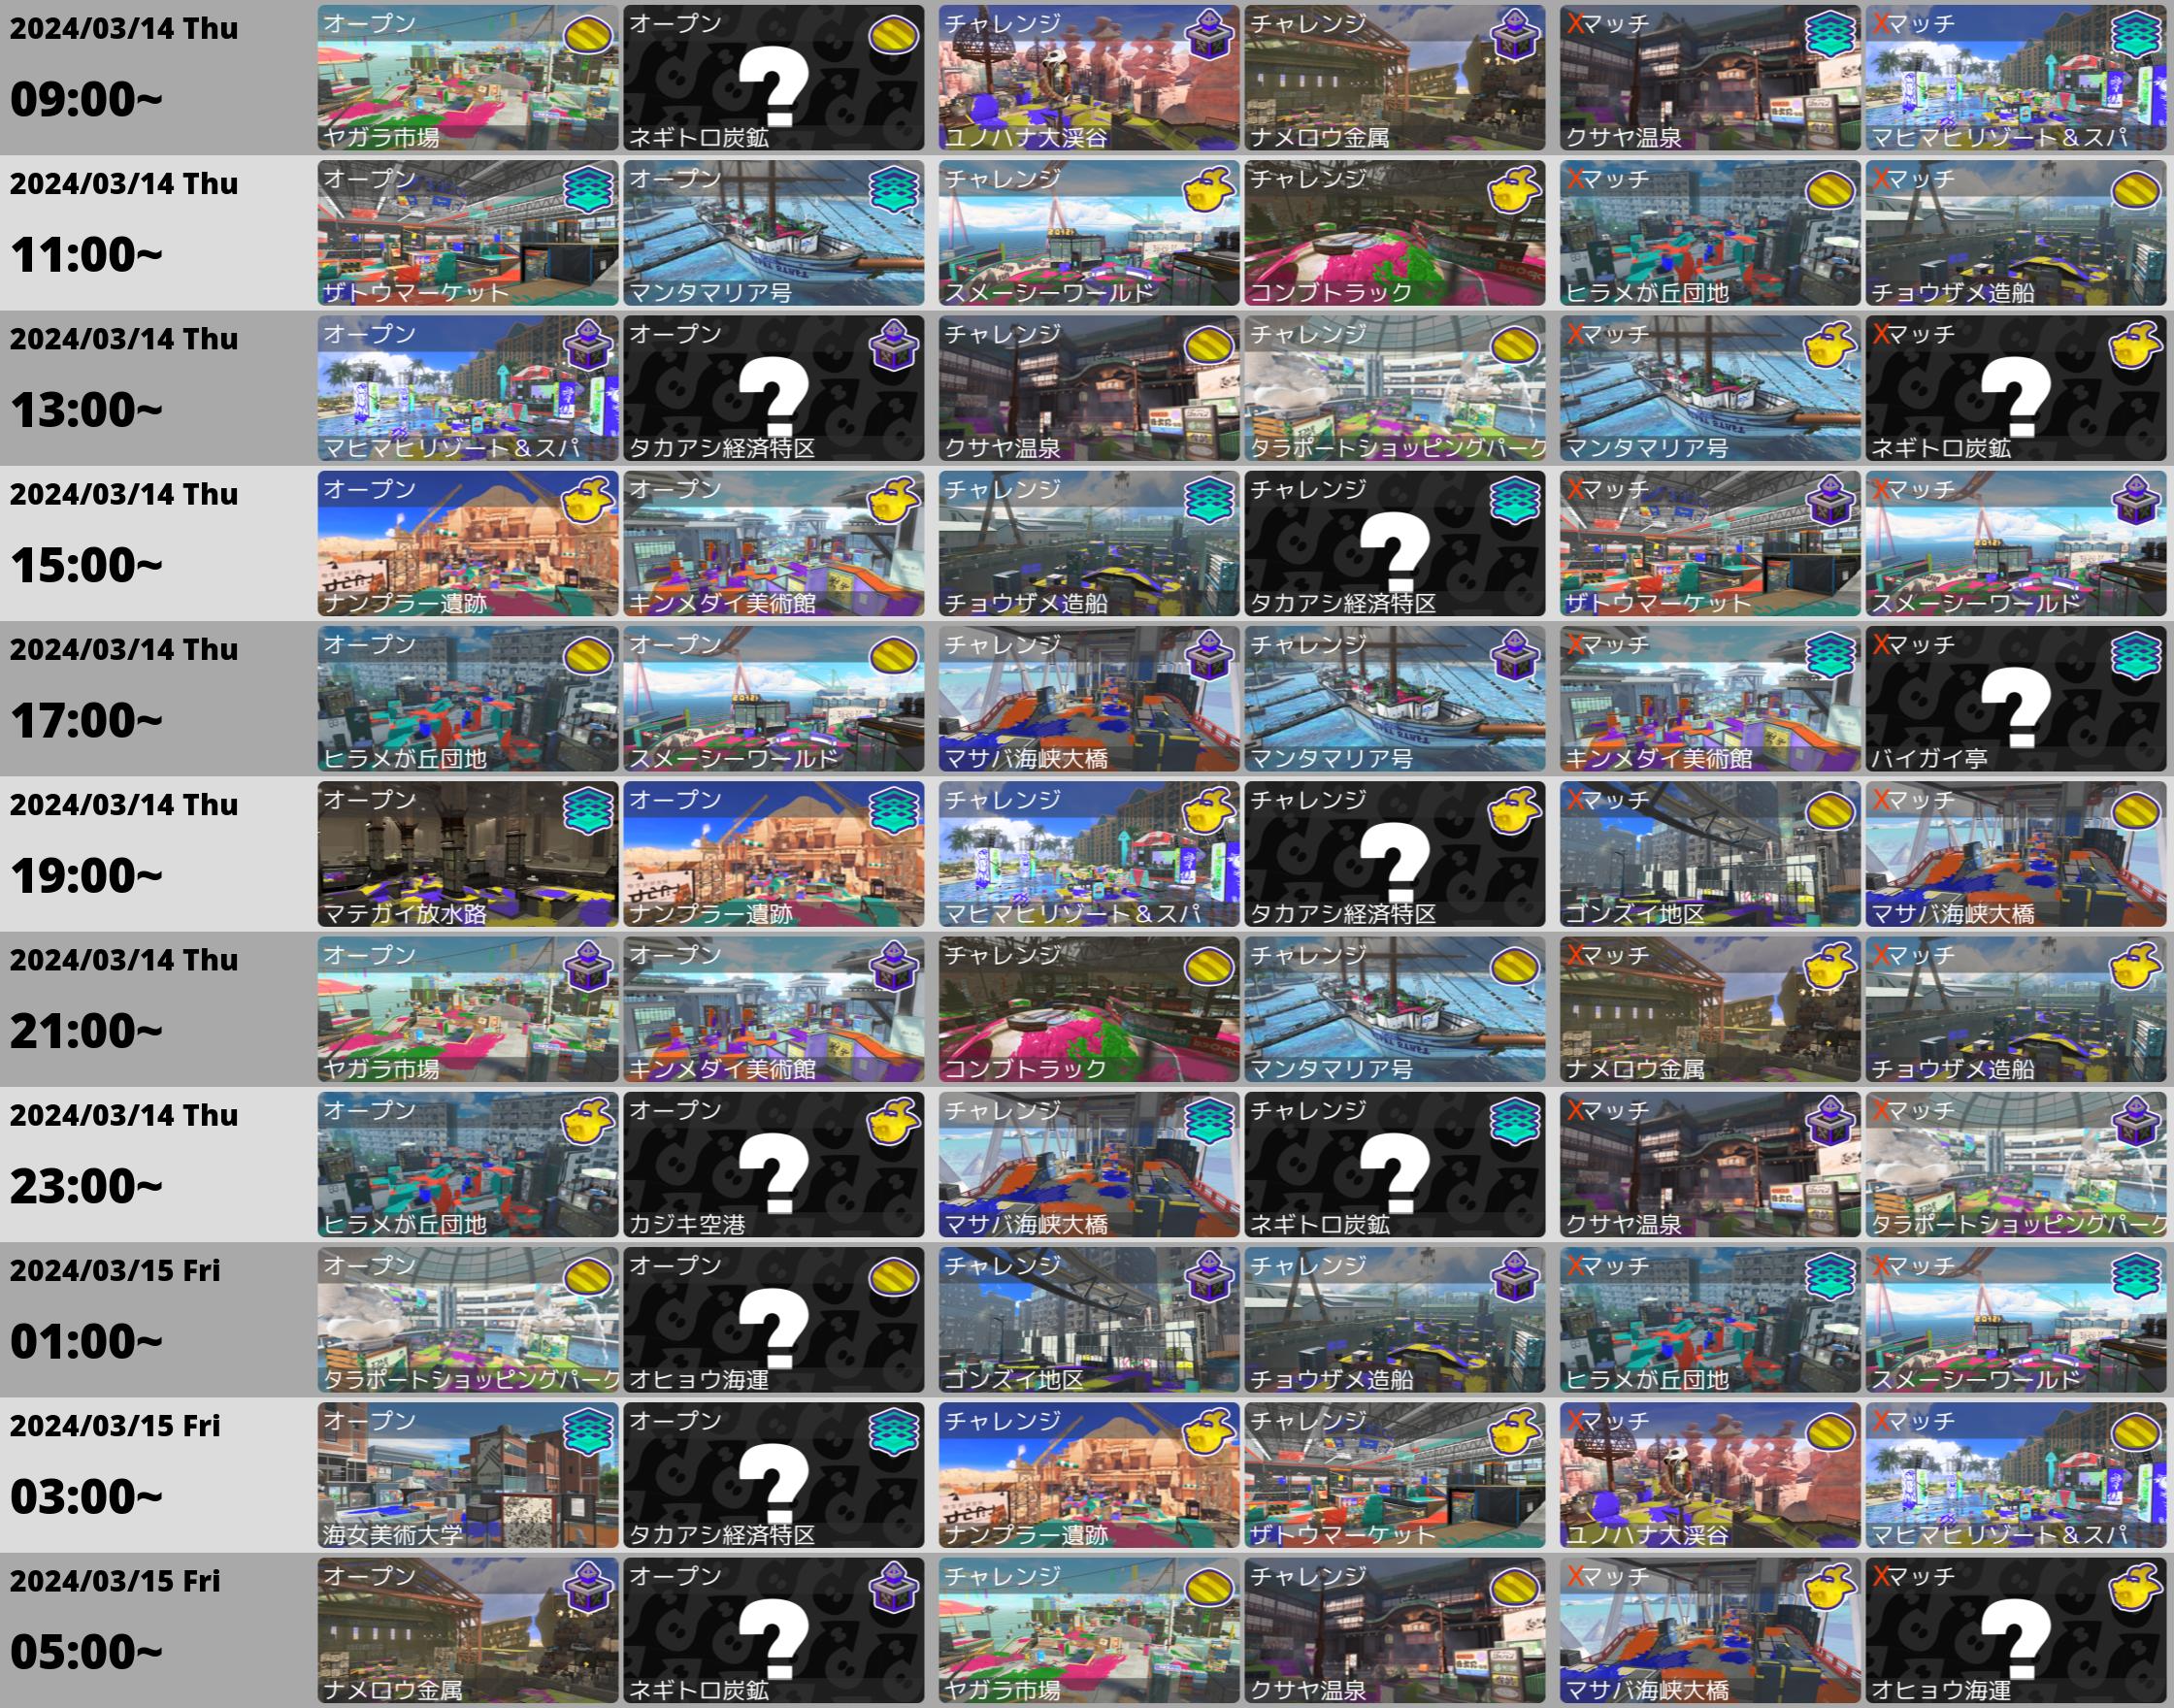 2024/03/14 Thu
09:00~
オープン オープン チャレンジ チャレンジ Xマッチ Xマッチ
ヤガラ市場 ネギトロ炭鉱 ユノハナ大渓谷 ナメロウ金属 クサヤ温泉 マヒマヒリゾート＆スパ
2024/03/14 Thu
11:00~
オープン オープン チャレンジ チャレンジ Xマッチ Xマッチ
ザトウマーケット マンタマリア号 スメーシーワールド コンブトラック ヒラメが丘団地 チョウザメ造船
2024/03/14 Thu
13:00~
オープン オープン チャレンジ チャレンジ Xマッチ Xマッチ
マヒマヒリゾート＆スパ タカアシ経済特区 クサヤ温泉 タラポートショッピングパーク マンタマリア号 ネギトロ炭鉱
2024/03/14 Thu
15:00~
オープン オープン チャレンジ チャレンジ Xマッチ Xマッチ
ナンプラー遺跡 キンメダイ美術館 チョウザメ造船 タカアシ経済特区 ザトウマーケット スメーシーワールド
2024/03/14 Thu
17:00~
オープン オープン チャレンジ チャレンジ Xマッチ Xマッチ
ヒラメが丘団地 スメーシーワールド マサバ海峡大橋 マンタマリア号 キンメダイ美術館 バイガイ亭
2024/03/14 Thu
19:00~
オープン オープン チャレンジ チャレンジ Xマッチ Xマッチ
マテガイ放水路 ナンプラー遺跡 マヒマヒリゾート＆スパ タカアシ経済特区 ゴンズイ地区 マサバ海峡大橋
2024/03/14 Thu
21:00~
オープン オープン チャレンジ チャレンジ Xマッチ Xマッチ
ヤガラ市場 キンメダイ美術館 コンブトラック マンタマリア号 ナメロウ金属 チョウザメ造船
2024/03/14 Thu
23:00~
オープン オープン チャレンジ チャレンジ Xマッチ Xマッチ
ヒラメが丘団地 カジキ空港 マサバ海峡大橋 ネギトロ炭鉱 クサヤ温泉 タラポートショッピングパーク
2024/03/15 Fri
01:00~
オープン オープン チャレンジ チャレンジ Xマッチ Xマッチ
タラポートショッピングパーク オヒョウ海運 ゴンズイ地区 チョウザメ造船 ヒラメが丘団地 スメーシーワールド
2024/03/15 Fri
03:00~
オープン オープン チャレンジ チャレンジ Xマッチ Xマッチ
海女美術大学 タカアシ経済特区 ナンプラー遺跡 ザトウマーケット ユノハナ大渓谷 マヒマヒリゾート＆スパ
2024/03/15 Fri
05:00~
オープン オープン チャレンジ チャレンジ Xマッチ Xマッチ
ナメロウ金属 ネギトロ炭鉱 ヤガラ市場 クサヤ温泉 マサバ海峡大橋 オヒョウ海運